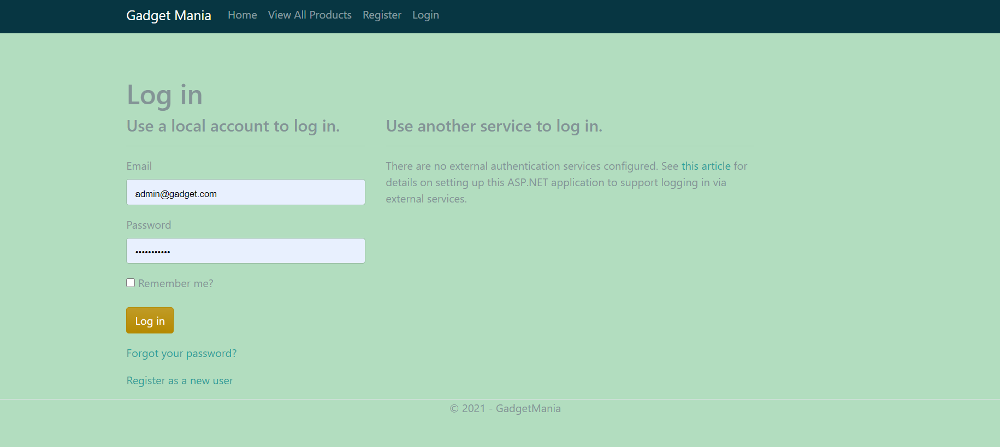 Gadget Mania Home View All Products Register Login
Log in
Use a local account to log in.
Email
admin@gadget.com
Password
•••••••••••
Remember me?
Log in
Forgot your password?
Register as a new user
Use another service to log in.
There are no external authentication services configured. See this article for
details on setting up this ASP.NET application to support logging in via
external services.
© 2021 - GadgetMania